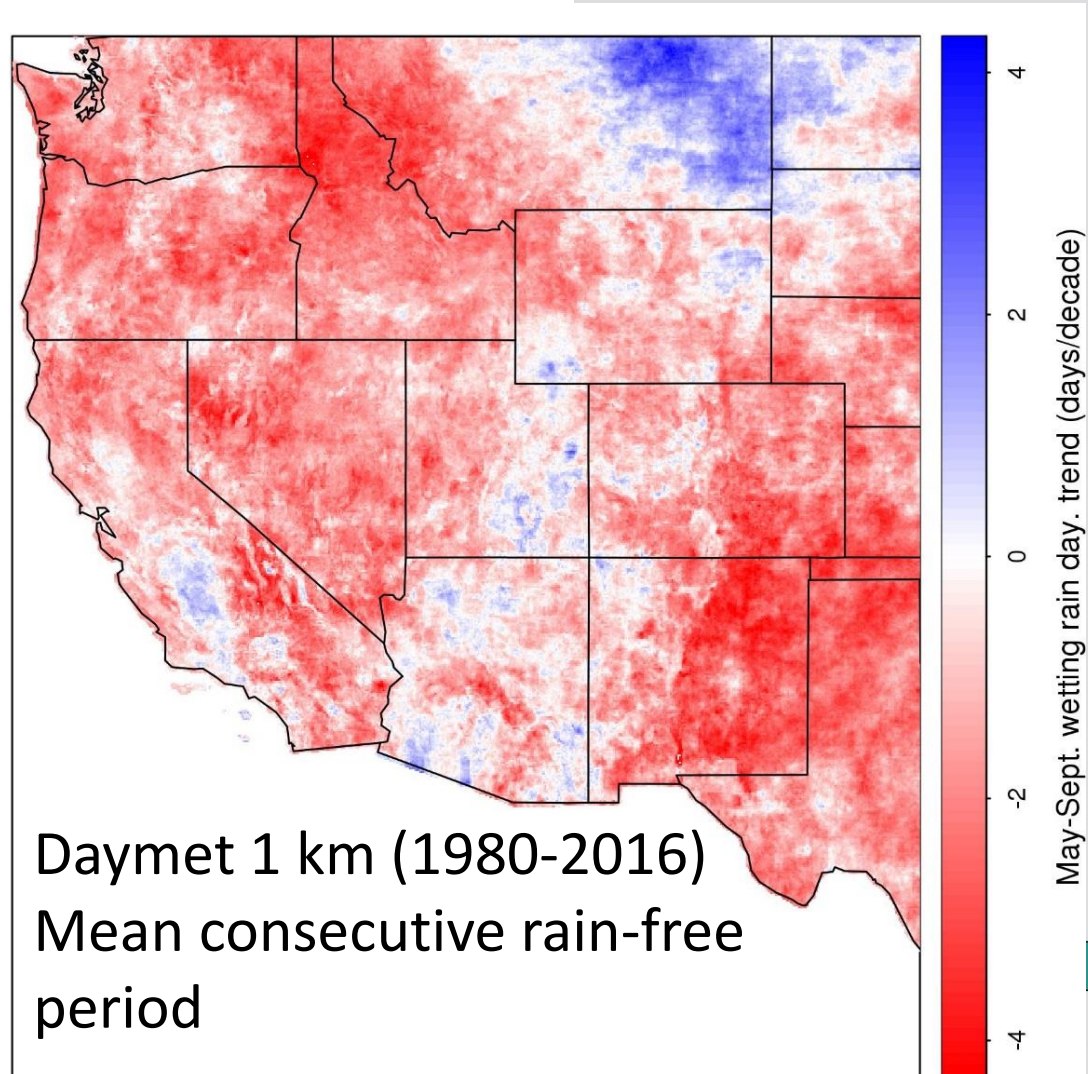 4
2
0
-2
-4
May-Sept. wetting rain day. trend (days/decade)
Daymet 1 km (1980-2016)
Mean consecutive rain-free
period